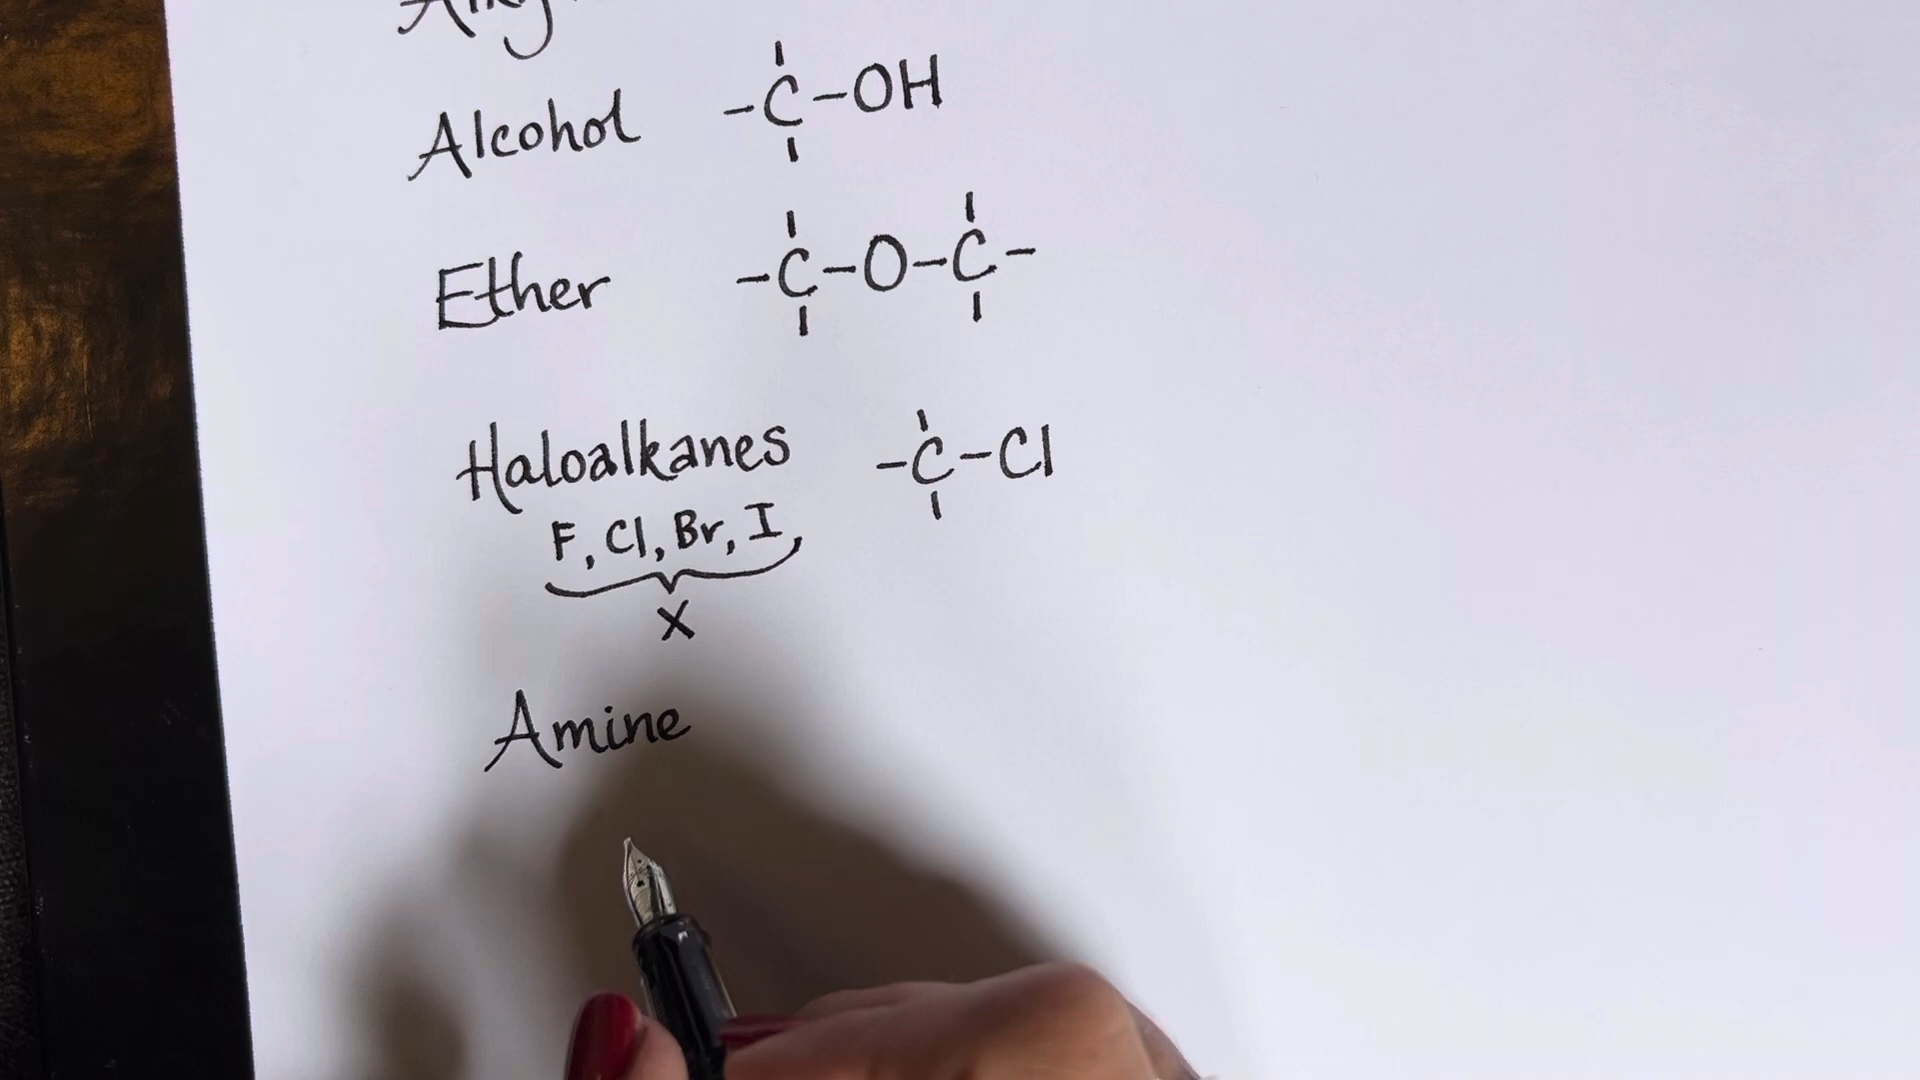 Alcohol -C-OH
Ether -C-O-C-
Haloalkanes -C-Cl
F, Cl, Br, I,
X
Amine